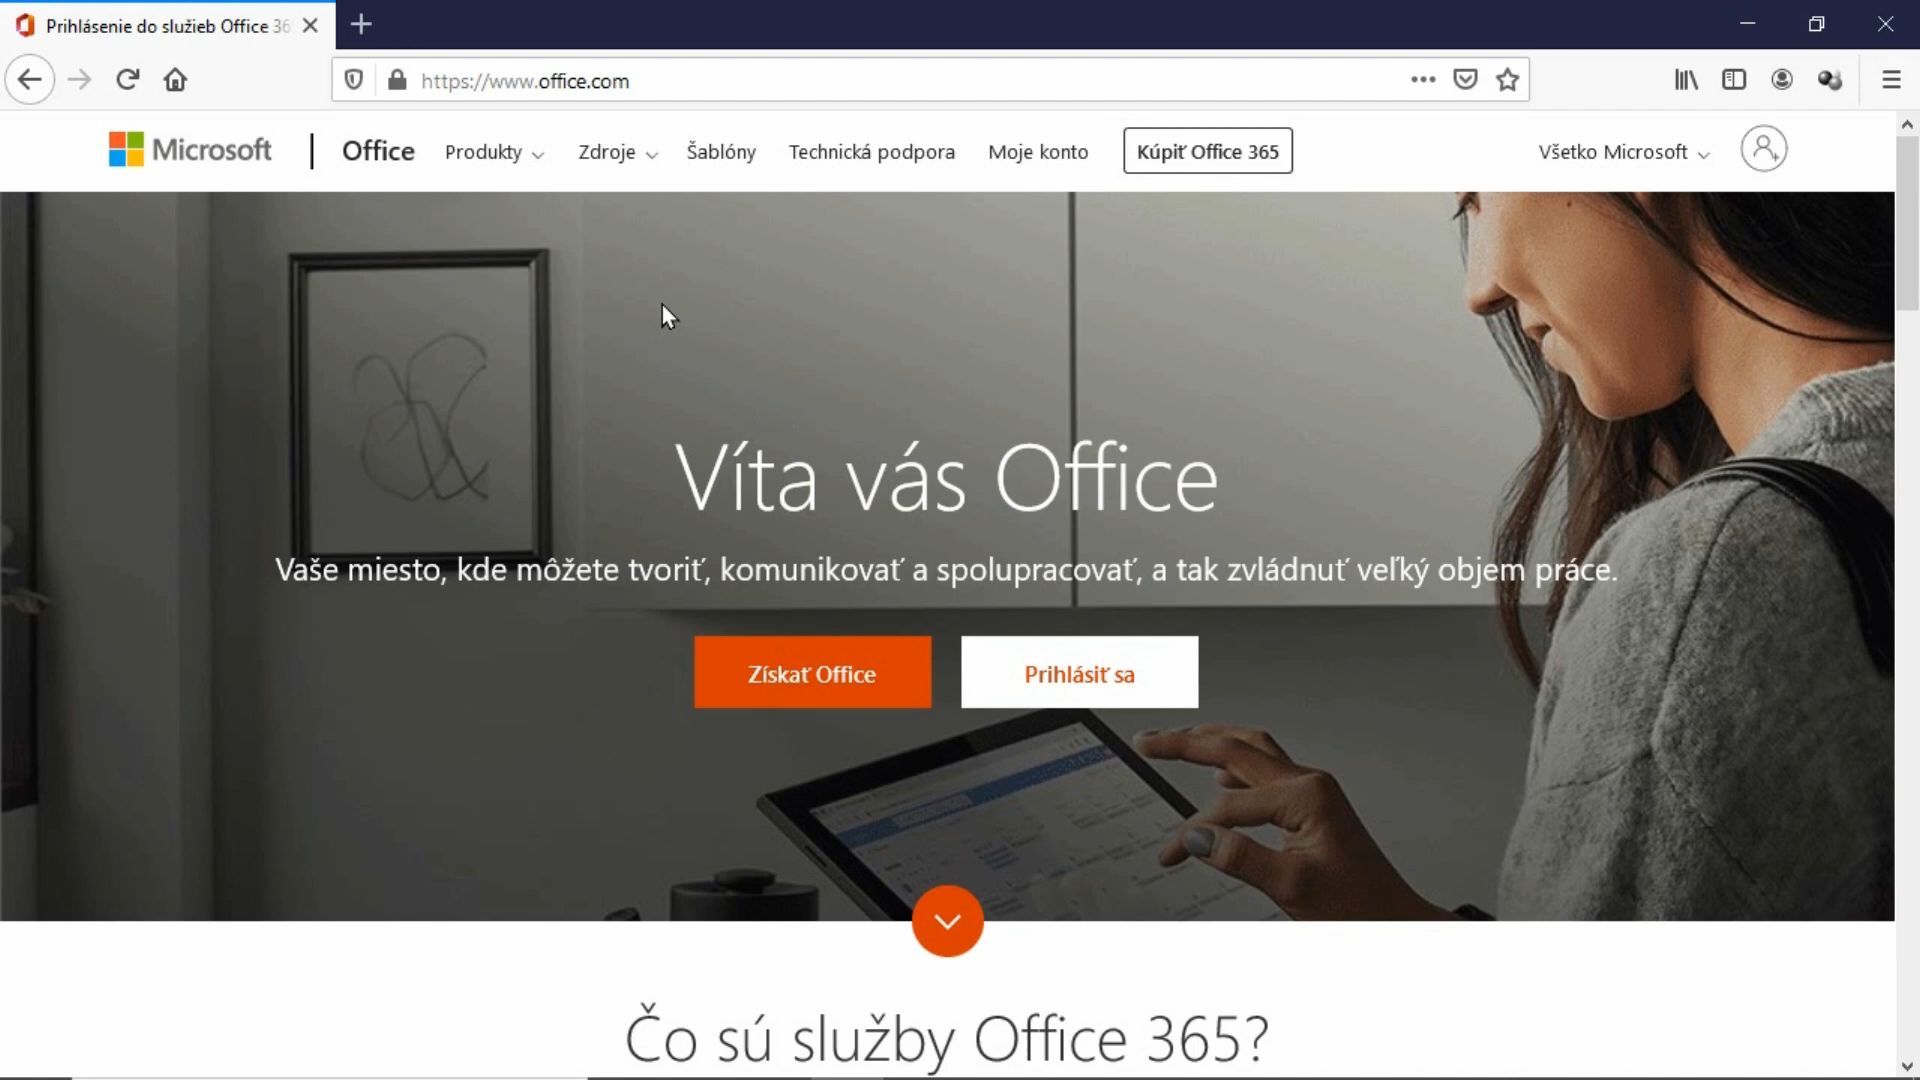 Prihlásenie do služieb Office 36
https://www.office.com
Microsoft
Office
Produkty
Zdroje
Šablóny
Technická podpora
Moje konto
Kúpiť Office 365
Všetko Microsoft
Víta vás Office
Vaše miesto, kde môžete tvoriť, komunikovať a spolupracovať, a tak zvládnuť veľký objem práce.
Získať Office
Prihlásiť sa
Čo sú služby Office 365?